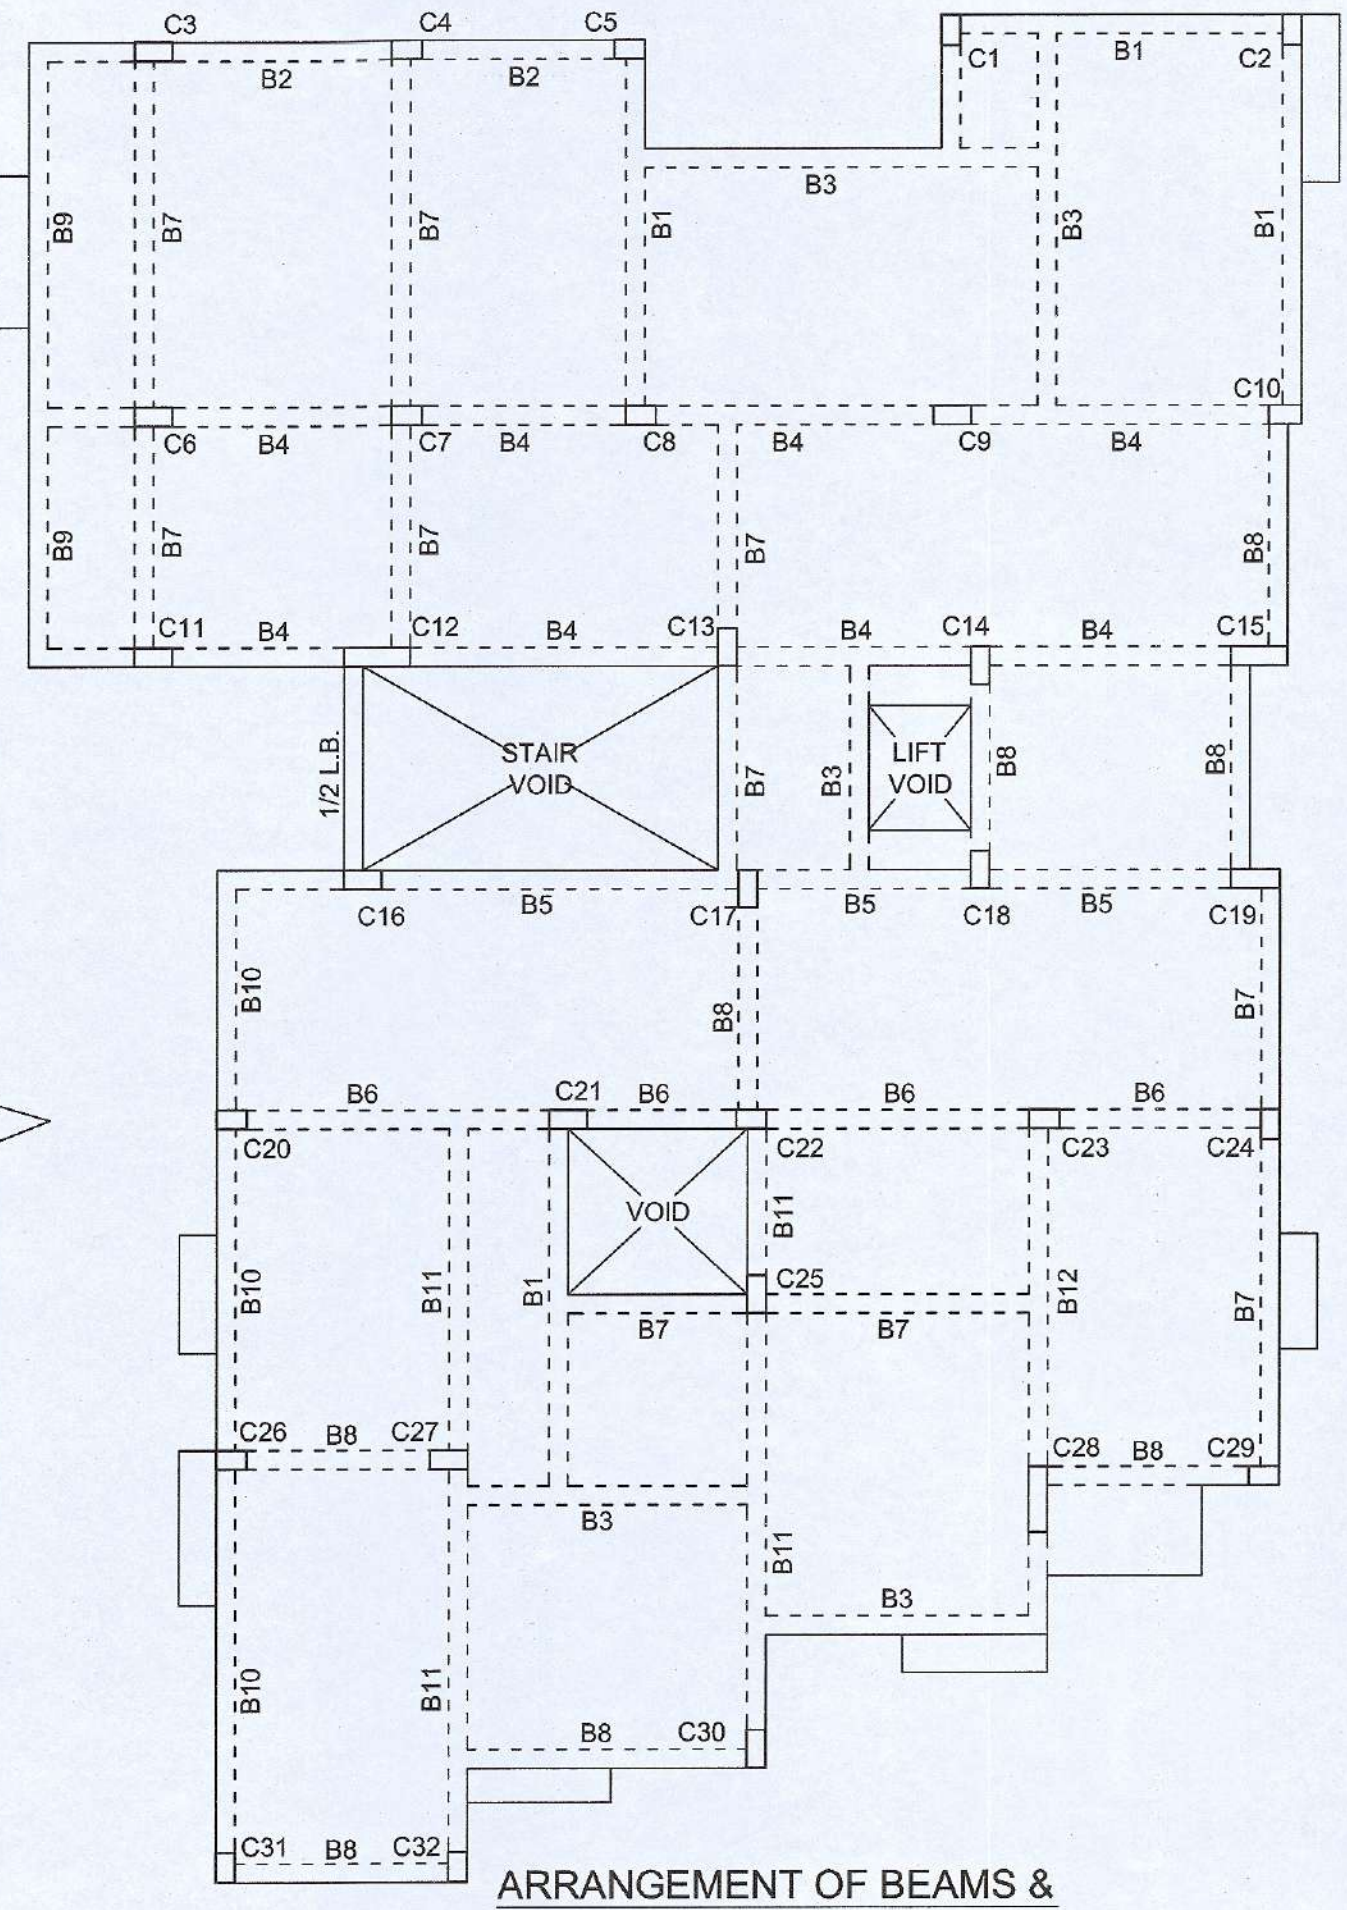 C3 C4 C5
C1 B1 C2
B2 B2
B3
B9 B7 B7 B1 B3 B1
C10
C6 B4 C7 B4 C8 B4 C9 B4
B9 B7 B7 B7 B8
C11 B4 C12 B4 C13 B4 C14 B4 C15
1/2 L.B.
STAIR
VOID
B7 B3
LIFT
VOID
B8 B8
C16 B5 C17 B5 C18 B5 C19
B10 B8 B7
B6 C21 B6 B6 B6
C20 C22 C23 C24
VOID
B11
C25
B10 B11 B1 B12 B7
B7 B7
C26 B8 C27 C28 B8 C29
B3
B11
B3
B10 B11
B8 C30
C31 B8 C32
ARRANGEMENT OF BEAMS &